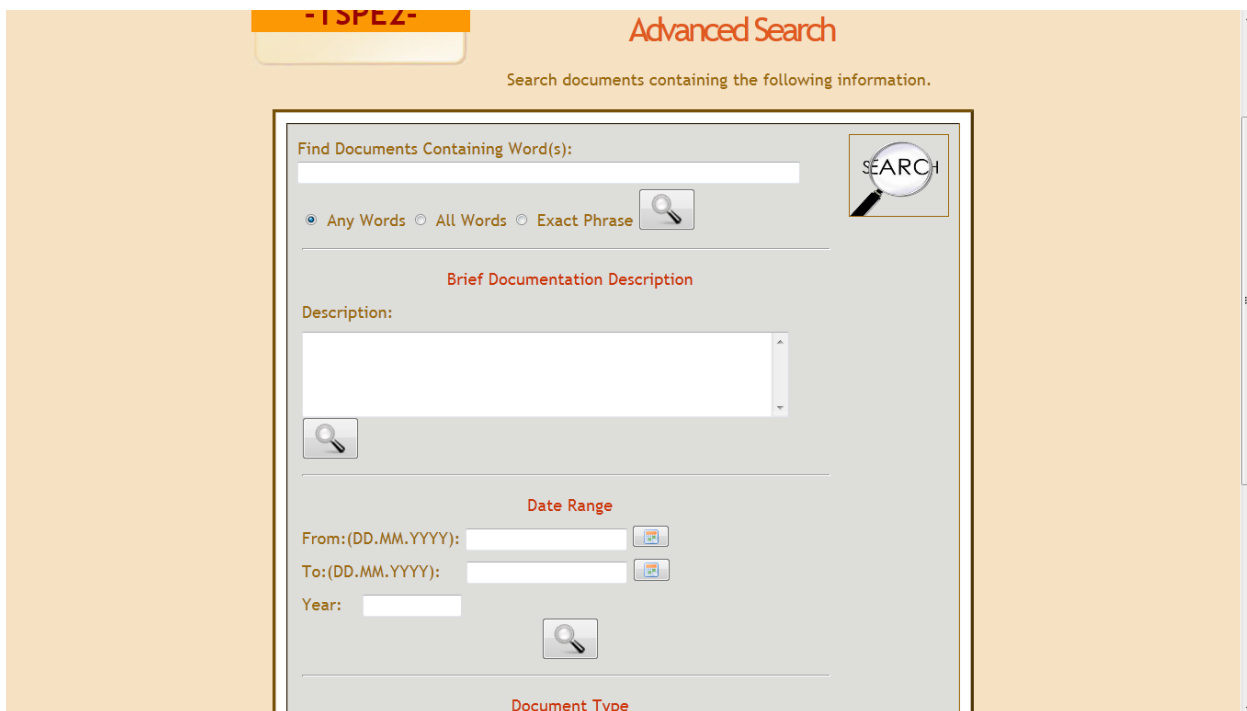 -TSPE2-
Advanced Search
Search documents containing the following information.
Find Documents Containing Word(s):
SEARCH
Any Words All Words Exact Phrase
Brief Documentation Description
Description:
Date Range
From:(DD.MM.YYYY):
To:(DD.MM.YYYY):
Year:
Document Type